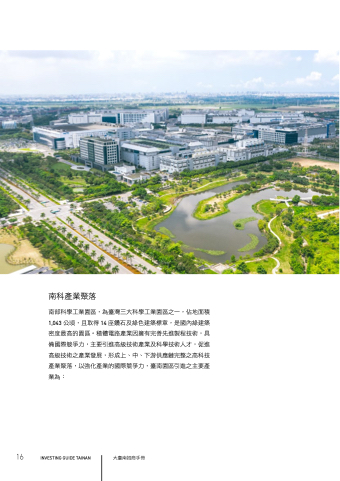 南科產業聚落
南部科學工業園區，為臺灣三大科學工業園區之一，佔地面積
1,043 公頃，且取得 14 座鑽石及綠色建築標章，是國內綠建築
密度最高的園區。積體電路產業因擁有完善先進製程技術，具
備國際競爭力，主要引進高級技術產業及科學技術人才，促進
高級技術之產業發展，形成上、中、下游供應鏈完整之高科技
產業聚落，以強化產業的國際競爭力，臺南園區引進之主要產
業為：
16 INVESTING GUIDE TAINAN 大臺南招商手冊